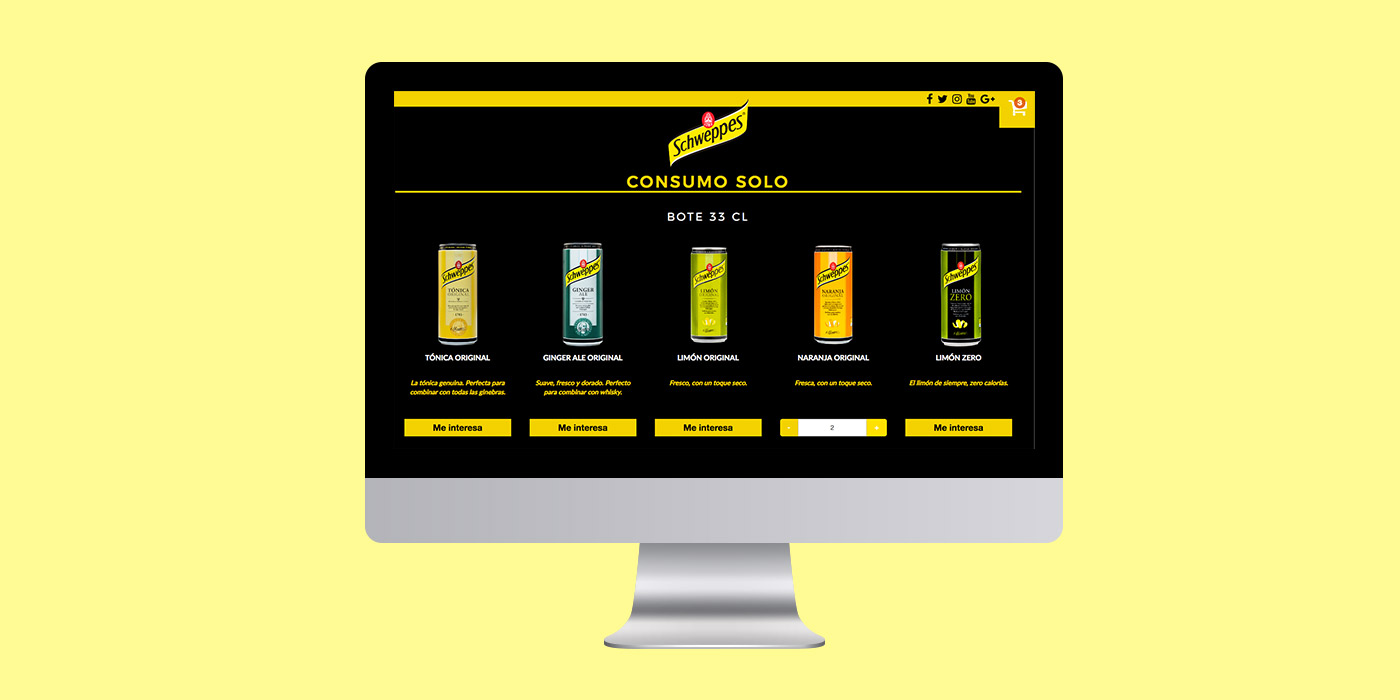 3
Schweppes
CONSUMO SOLO
BOTE 33 CL
Schweppes Schweppes Schweppes Schweppes Schweppes
TÓNICA ORIGINAL GINGER ALE LIMÓN ORIGINAL NARANJA ORIGINAL LIMÓN ZERO
TÓNICA ORIGINAL GINGER ALE ORIGINAL LIMÓN ORIGINAL NARANJA ORIGINAL LIMÓN ZERO
La tónica genuina. Perfecta para Suave, fresco y dorado. Perfecto Fresco, con un toque seco. Fresca, con un toque seco. El limón de siempre, zero calorías.
combinar con todas las ginebras. para combinar con whisky.
Me interesa Me interesa Me interesa - 2 + Me interesa